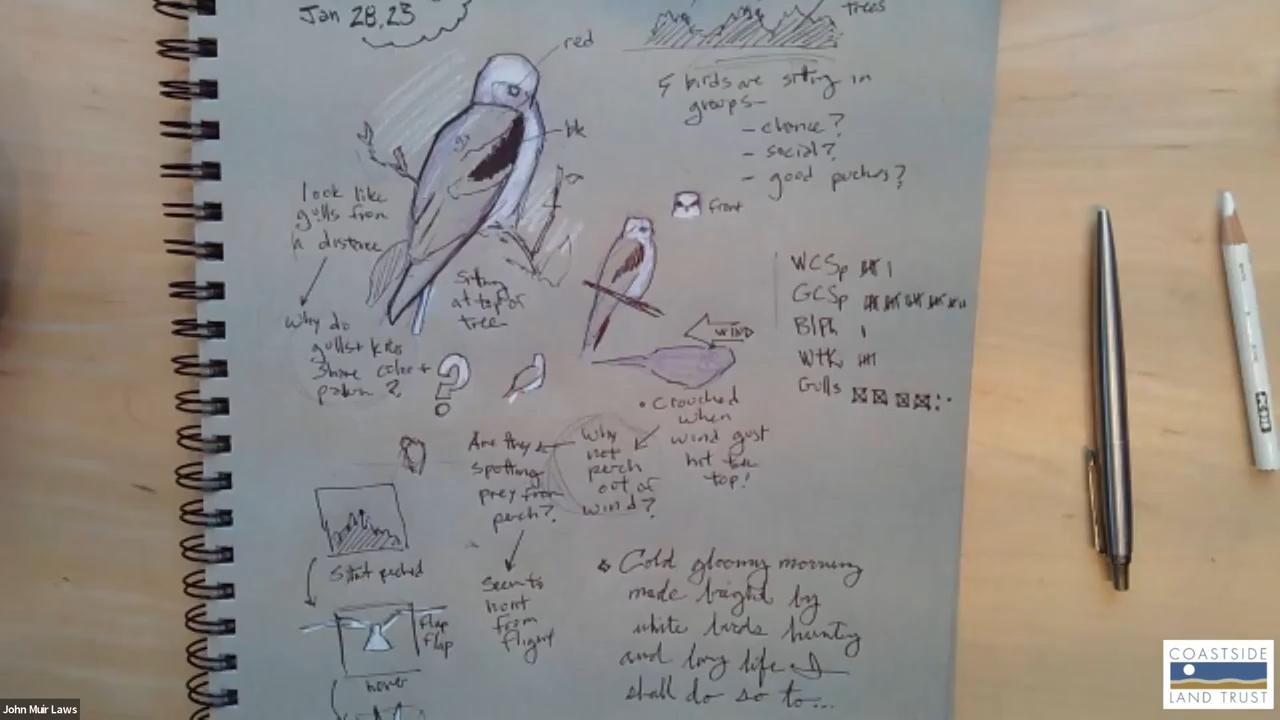 Jan 28, 23
trees
red
5 birds are sitting in
groups-
- chance?
- social?
- good perches?
blk
look like
gulls from
a distance
front
sitting
at top of
tree
WCSp
GCSp
BlPh
WTK
Gulls
why do
gulls + kites
share color +
pattern ?
?
WIND
• Crouched
when
wind gust
hit
top!
Why
not
perch
out of
wind?
Are they
spotting
prey from
perch?
seems to
hunt
from
flight
start perched
flap
flap
hover
Cold gloomy morning
made bright by
white birds hunting
and long life I
shall do so to...
John Muir Laws
COASTSIDE
LAND TRUST